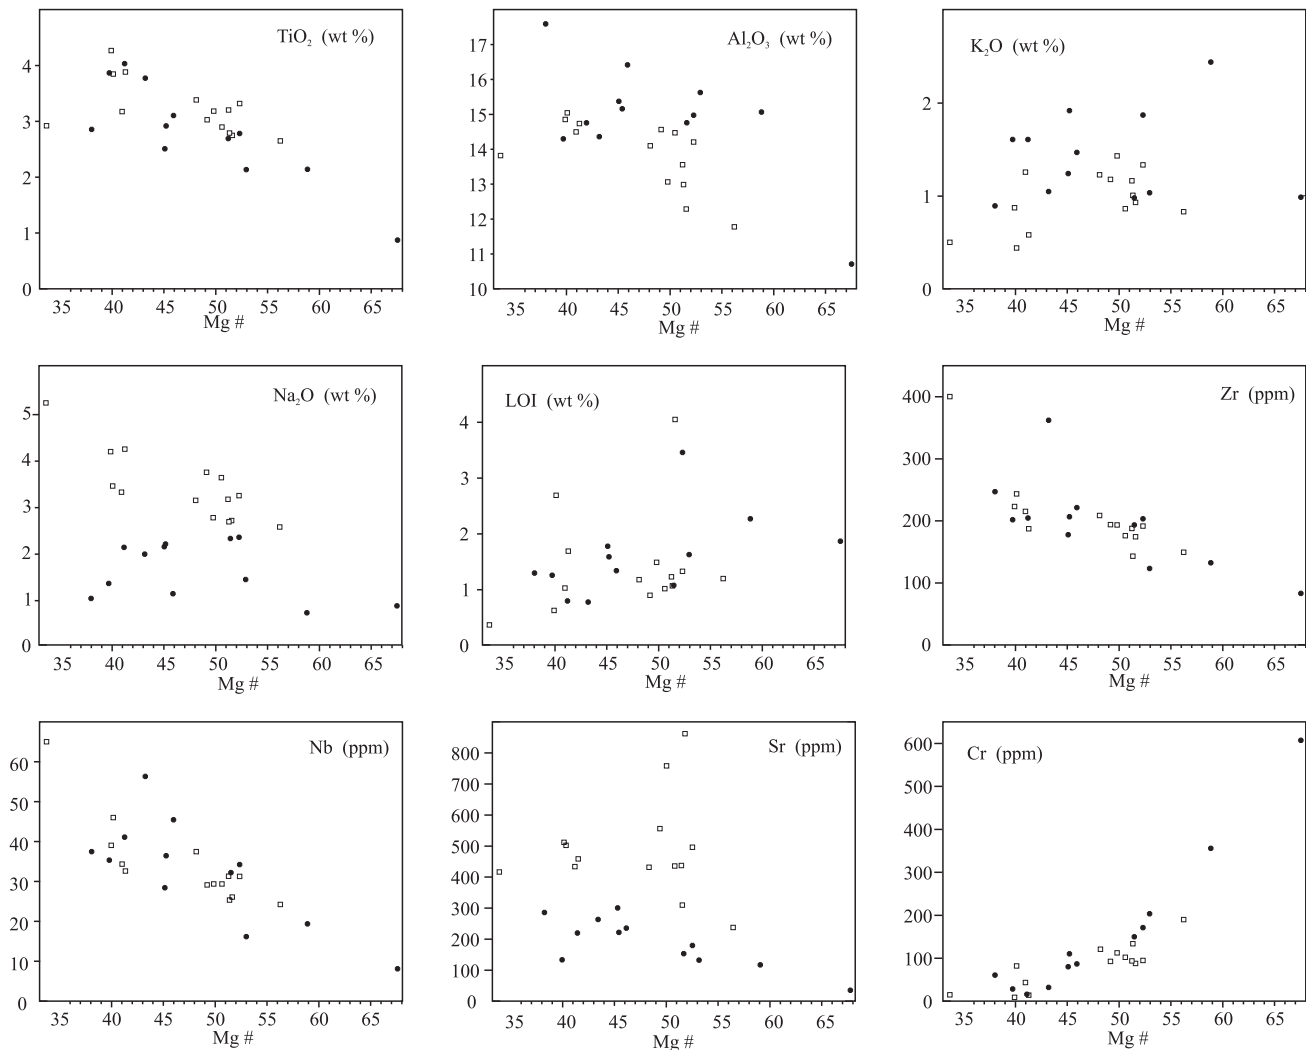 TiO₂ (wt %)
4
3
2
1
0
35 40 45 50 55 60 65
Mg #
Al₂O₃ (wt %)
17
16
15
14
13
12
11
10
40 45 50 55 60 65
Mg #
K₂O (wt %)
2
1
0
35 40 45 50 55 60 65
Mg #
Na₂O (wt %)
5
4
3
2
1
0
35 40 45 50 55 60 65
Mg #
LOI (wt %)
4
3
2
1
0
35 40 45 50 55 60 65
Mg #
Zr (ppm)
400
300
200
100
0
35 40 45 50 55 60 65
Mg #
Nb (ppm)
60
50
40
30
20
10
0
35 40 45 50 55 60 65
Mg #
Sr (ppm)
800
700
600
500
400
300
200
100
0
35 40 45 50 55 60 65
Mg #
Cr (ppm)
600
500
400
300
200
100
0
35 40 45 50 55 60 65
Mg #